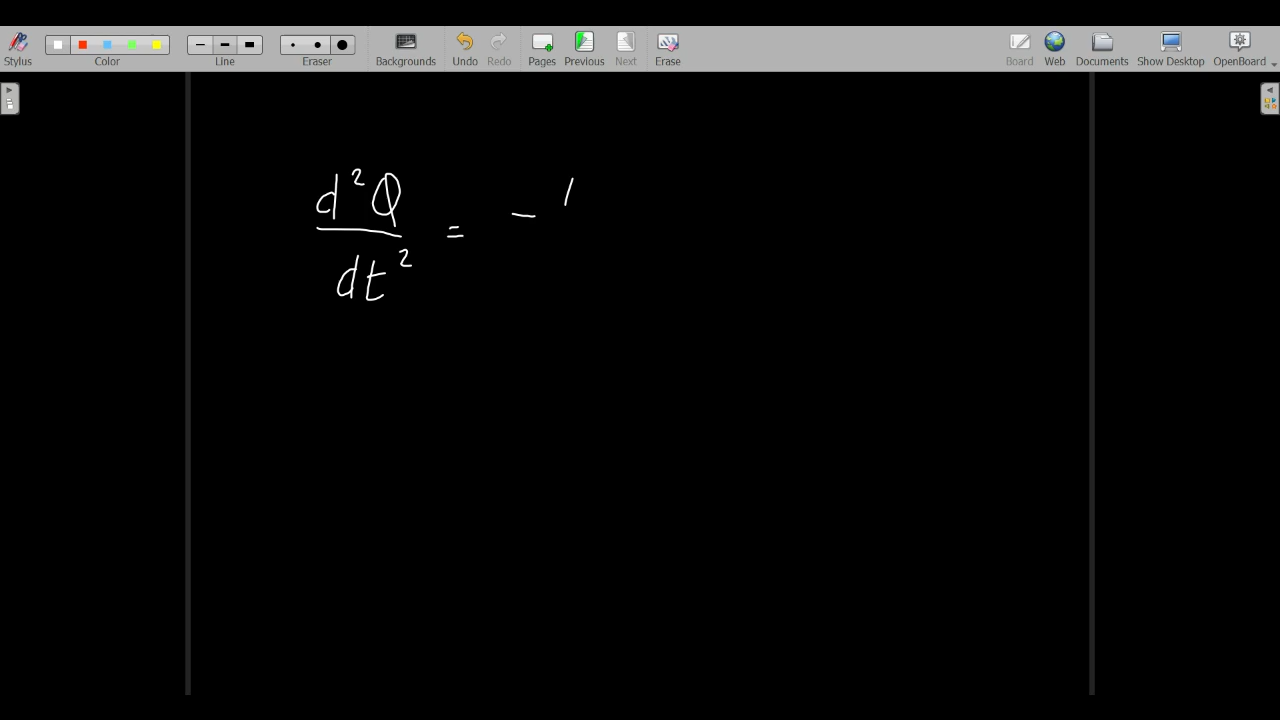 Stylus Color Line Eraser Backgrounds Undo Redo Pages Previous Next Erase Board Web Documents Show Desktop OpenBoard
d²Q
= - 1
dt²